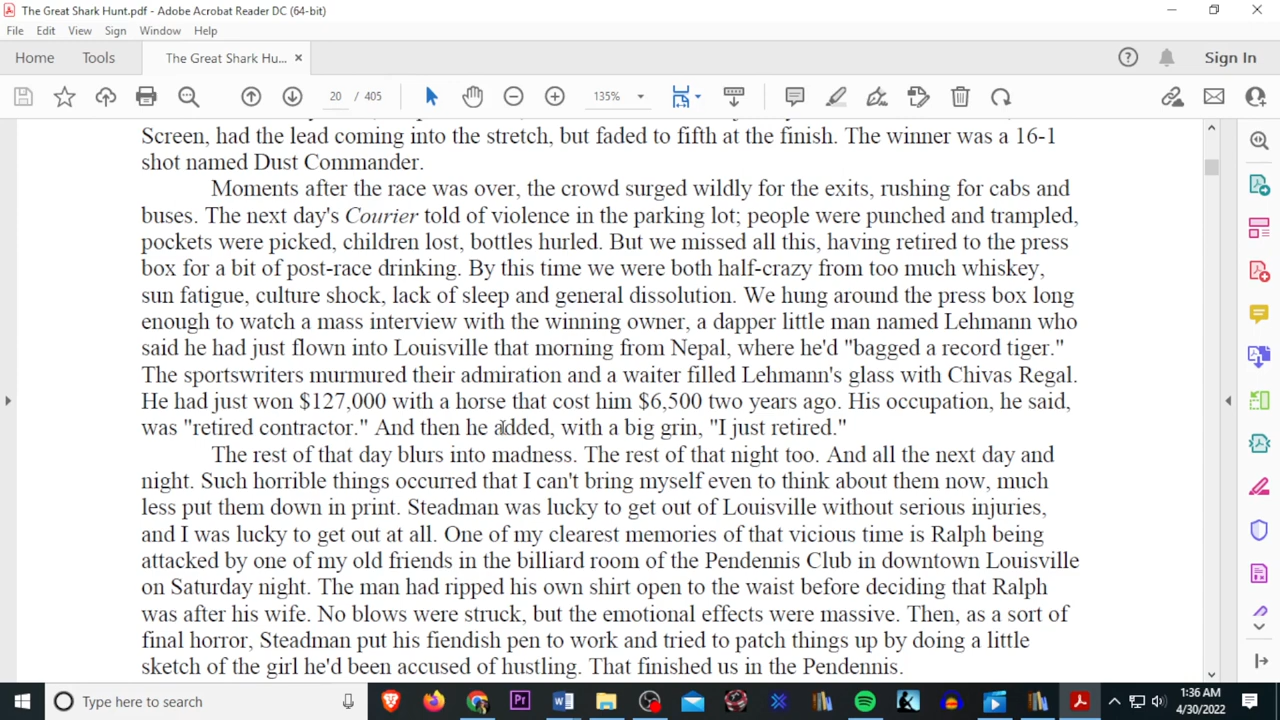 The Great Shark Hunt.pdf - Adobe Acrobat Reader DC (64-bit)
File Edit View Sign Window Help
Home Tools The Great Shark Hu... × Sign In
20 / 405 135%
Screen, had the lead coming into the stretch, but faded to fifth at the finish. The winner was a 16-1
shot named Dust Commander.
Moments after the race was over, the crowd surged wildly for the exits, rushing for cabs and
buses. The next day's Courier told of violence in the parking lot; people were punched and trampled,
pockets were picked, children lost, bottles hurled. But we missed all this, having retired to the press
box for a bit of post-race drinking. By this time we were both half-crazy from too much whiskey,
sun fatigue, culture shock, lack of sleep and general dissolution. We hung around the press box long
enough to watch a mass interview with the winning owner, a dapper little man named Lehmann who
said he had just flown into Louisville that morning from Nepal, where he'd "bagged a record tiger."
The sportswriters murmured their admiration and a waiter filled Lehmann's glass with Chivas Regal.
He had just won $127,000 with a horse that cost him $6,500 two years ago. His occupation, he said,
was "retired contractor." And then he added, with a big grin, "I just retired."
The rest of that day blurs into madness. The rest of that night too. And all the next day and
night. Such horrible things occurred that I can't bring myself even to think about them now, much
less put them down in print. Steadman was lucky to get out of Louisville without serious injuries,
and I was lucky to get out at all. One of my clearest memories of that vicious time is Ralph being
attacked by one of my old friends in the billiard room of the Pendennis Club in downtown Louisville
on Saturday night. The man had ripped his own shirt open to the waist before deciding that Ralph
was after his wife. No blows were struck, but the emotional effects were massive. Then, as a sort of
final horror, Steadman put his fiendish pen to work and tried to patch things up by doing a little
sketch of the girl he'd been accused of hustling. That finished us in the Pendennis.
Type here to search
1:36 AM
4/30/2022